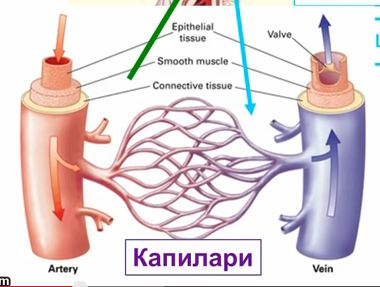 Epithelial
tissue
Valve
Smooth muscle
Connective tissue
Капилари
Artery
Vein